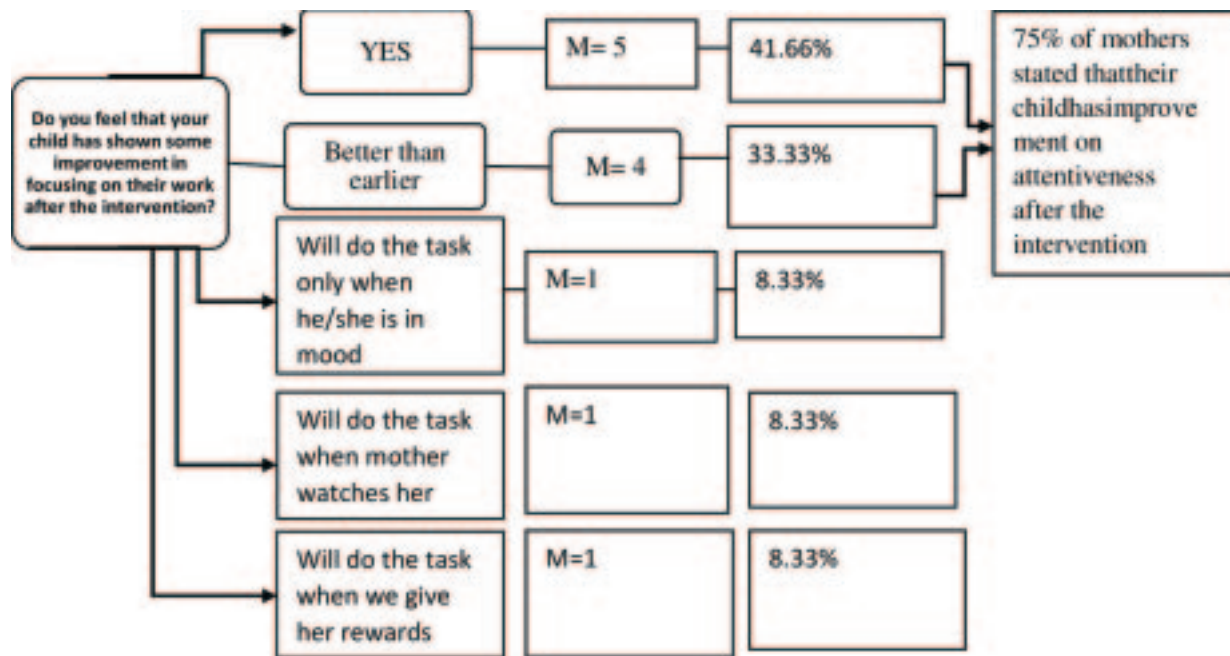 Do you feel that your
child has shown some
improvement in
focusing on their work
after the intervention?
YES
M= 5
41.66%
Better than
earlier
M= 4
33.33%
75% of mothers
stated thattheir
childhasimprove
ment on
attentiveness
after the
intervention
Will do the task
only when
he/she is in
mood
M=1
8.33%
Will do the task
when mother
watches her
M=1
8.33%
Will do the task
when we give
her rewards
M=1
8.33%